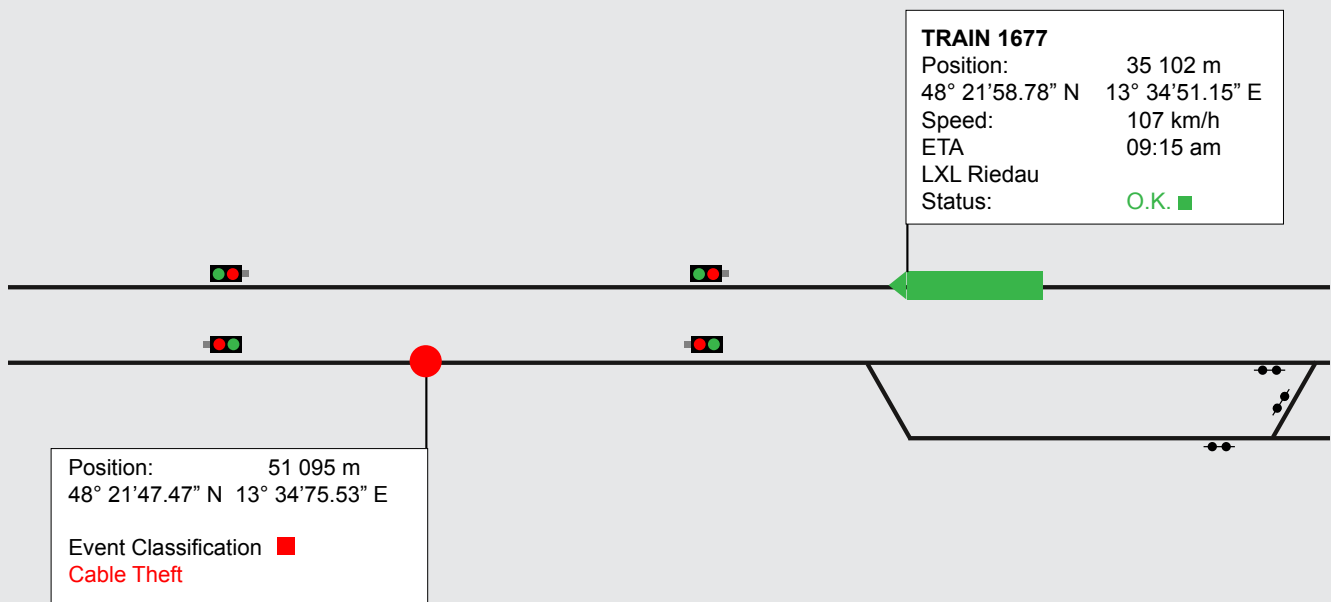 TRAIN 1677
Position: 35 102 m
48° 21’58.78” N 13° 34’51.15” E
Speed: 107 km/h
ETA 09:15 am
LXL Riedau
Status: O.K.
Position: 51 095 m
48° 21’47.47” N 13° 34’75.53” E
Event Classification
Cable Theft